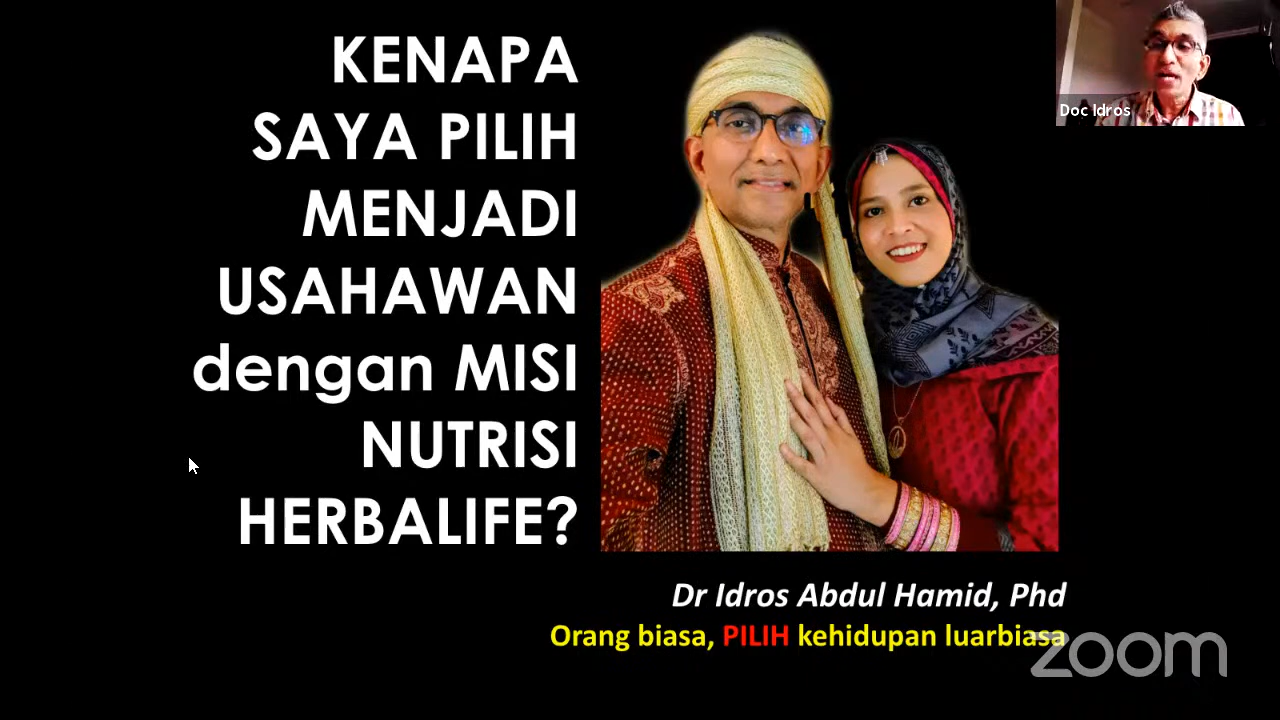 KENAPA
SAYA PILIH
MENJADI
USAHAWAN
dengan MISI
NUTRISI
HERBALIFE?
Doc Idros
Dr Idros Abdul Hamid, Phd
Orang biasa, PILIH kehidupan luarbiasa
zoom